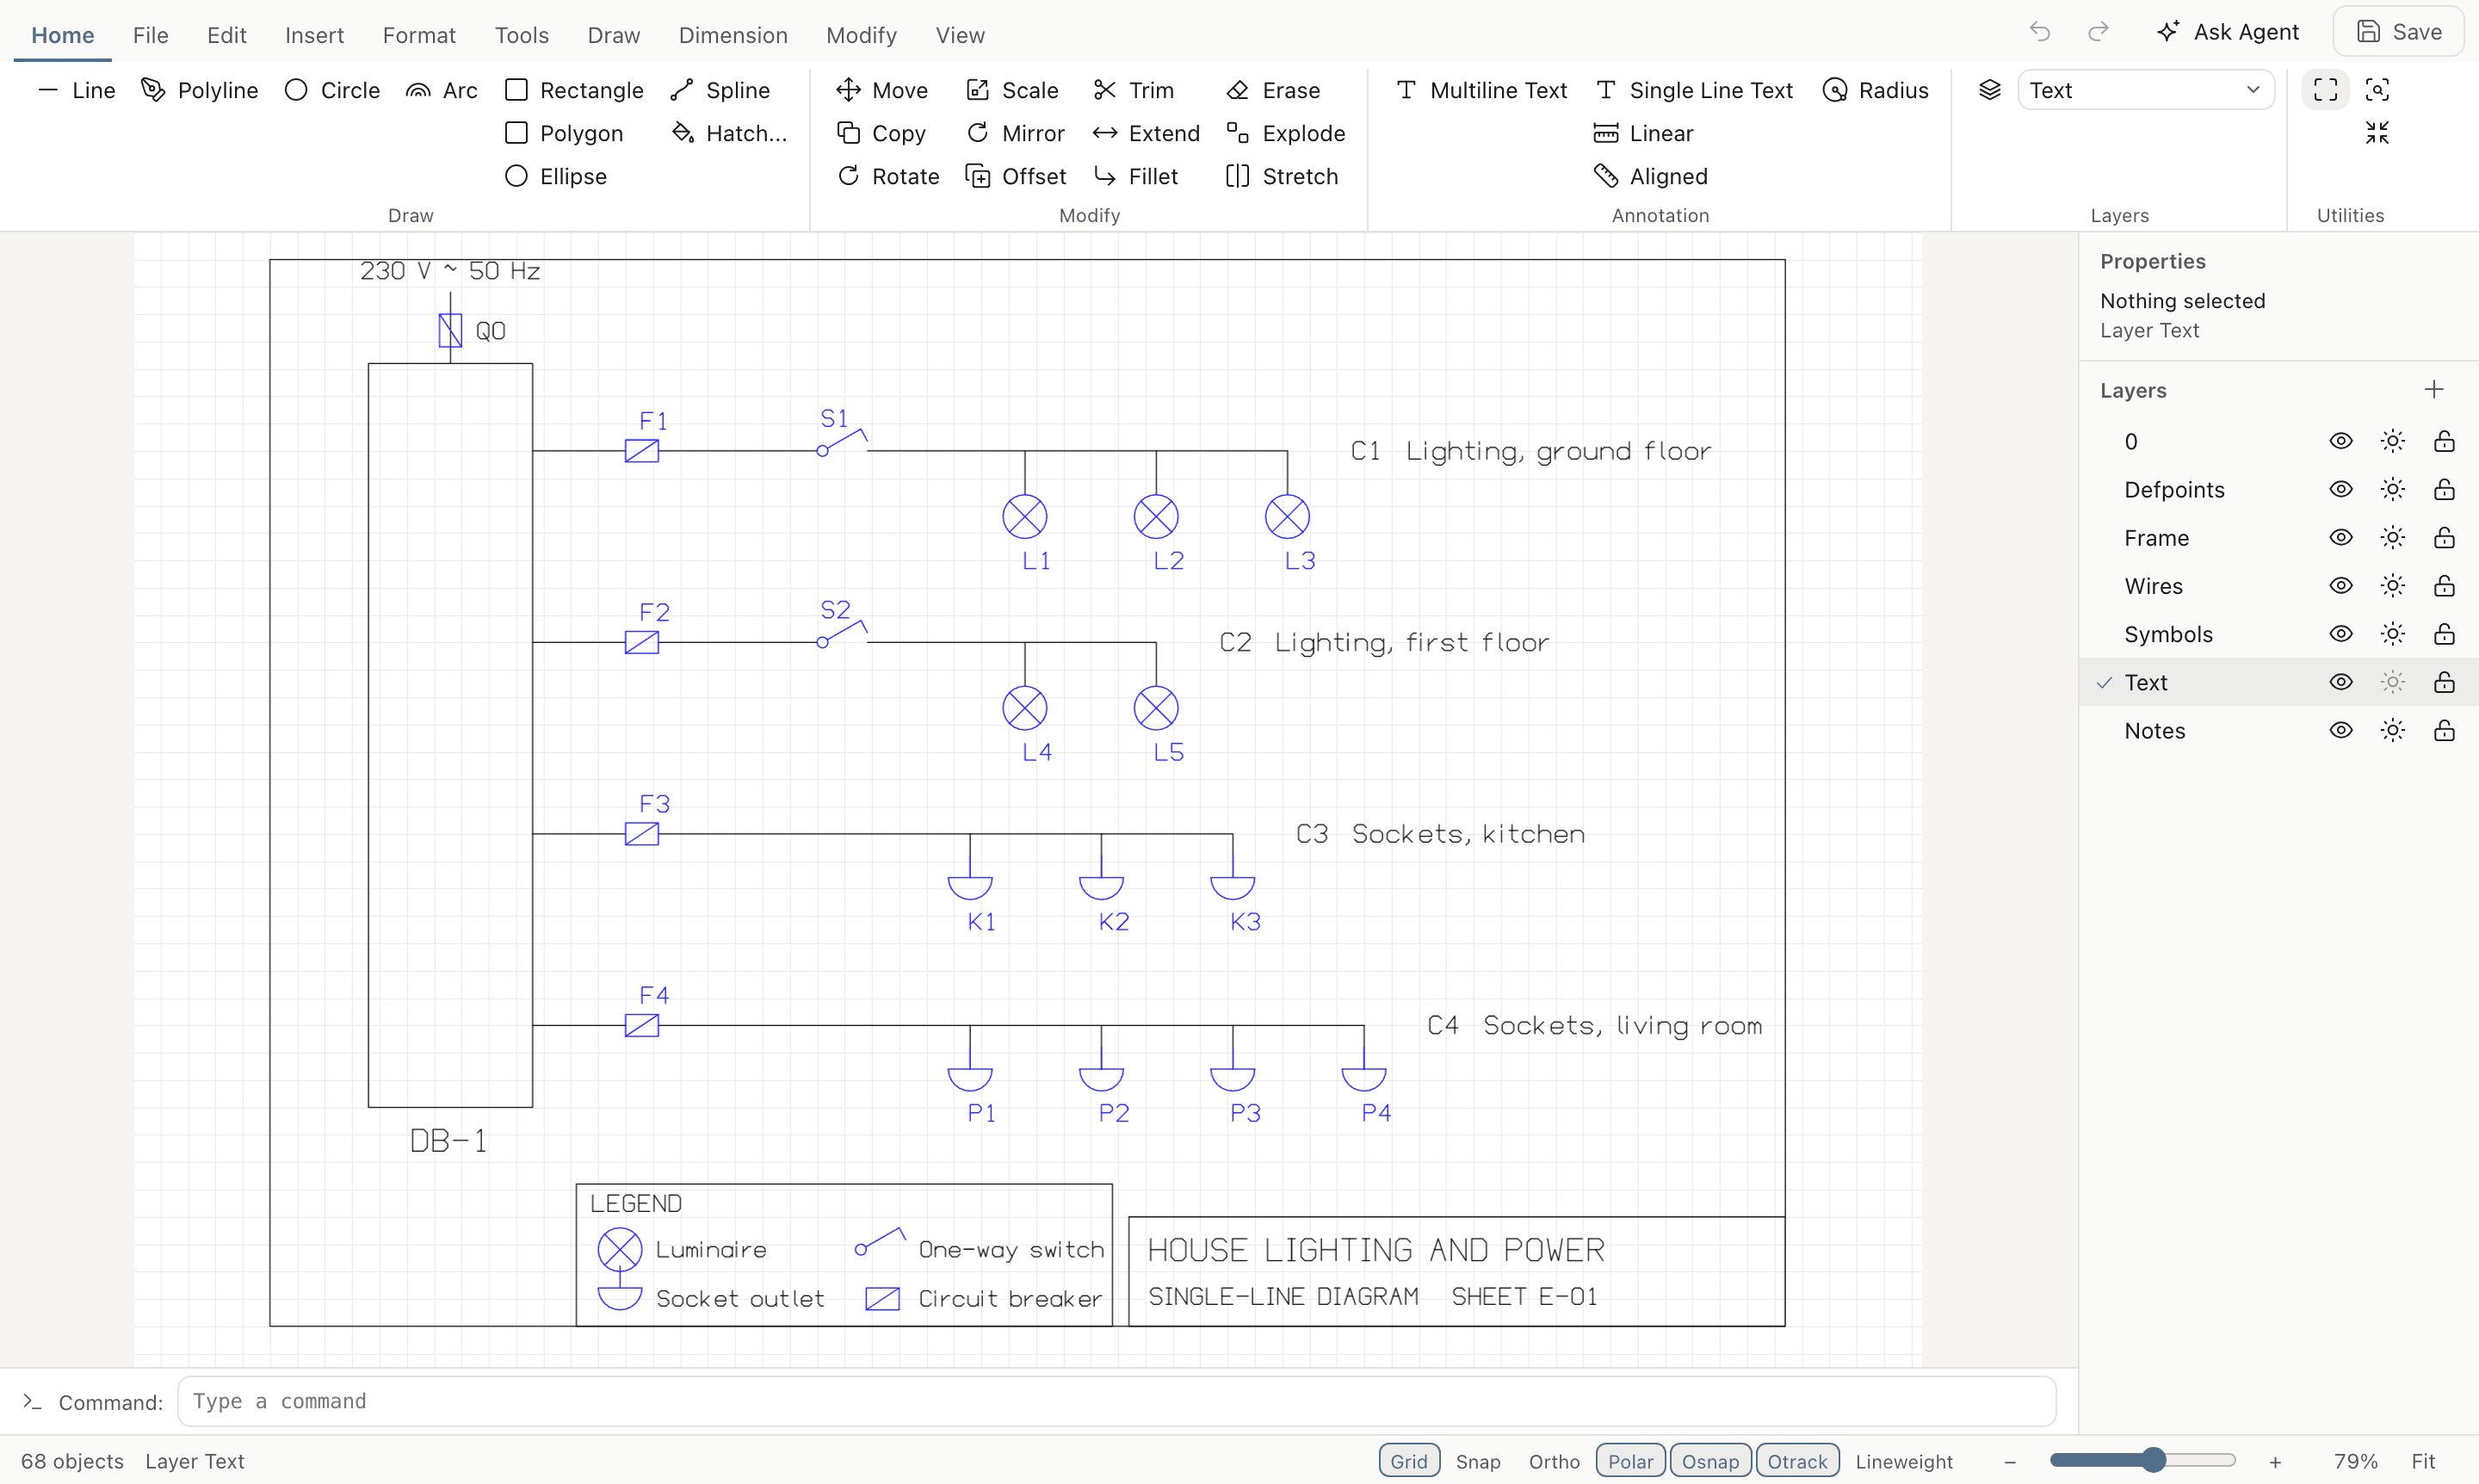 Home File Edit Insert Format Tools Draw Dimension Modify View Ask Agent Save
Line Polyline Circle Arc Rectangle Spline Move Scale Trim Erase Multiline Text Single Line Text Radius Text
Polygon Hatch... Copy Mirror Extend Explode Linear
Ellipse Rotate Offset Fillet Stretch Aligned
Draw Modify Annotation Layers Utilities
230 V ~ 50 Hz
Q0
F1 S1
C1 Lighting, ground floor
L1 L2 L3
F2 S2
C2 Lighting, first floor
L4 L5
F3
C3 Sockets, kitchen
K1 K2 K3
F4
C4 Sockets, living room
P1 P2 P3 P4
DB-1
LEGEND
Luminaire One-way switch
Socket outlet Circuit breaker
HOUSE LIGHTING AND POWER
SINGLE-LINE DIAGRAM SHEET E-01
Properties
Nothing selected
Layer Text
Layers
0
Defpoints
Frame
Wires
Symbols
Text
Notes
Command: Type a command
68 objects Layer Text Grid Snap Ortho Polar Osnap Otrack Lineweight − + 79% Fit